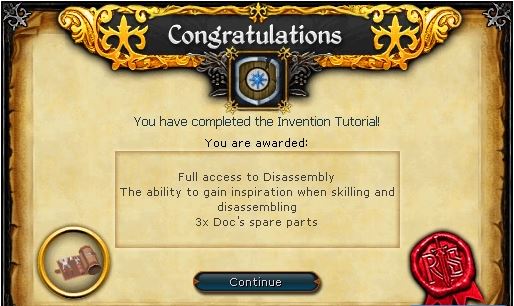 Congratulations
You have completed the Invention Tutorial!
You are awarded:
Full access to Disassembly
The ability to gain inspiration when skilling and
disassembling
3x Doc's spare parts
Continue
RS